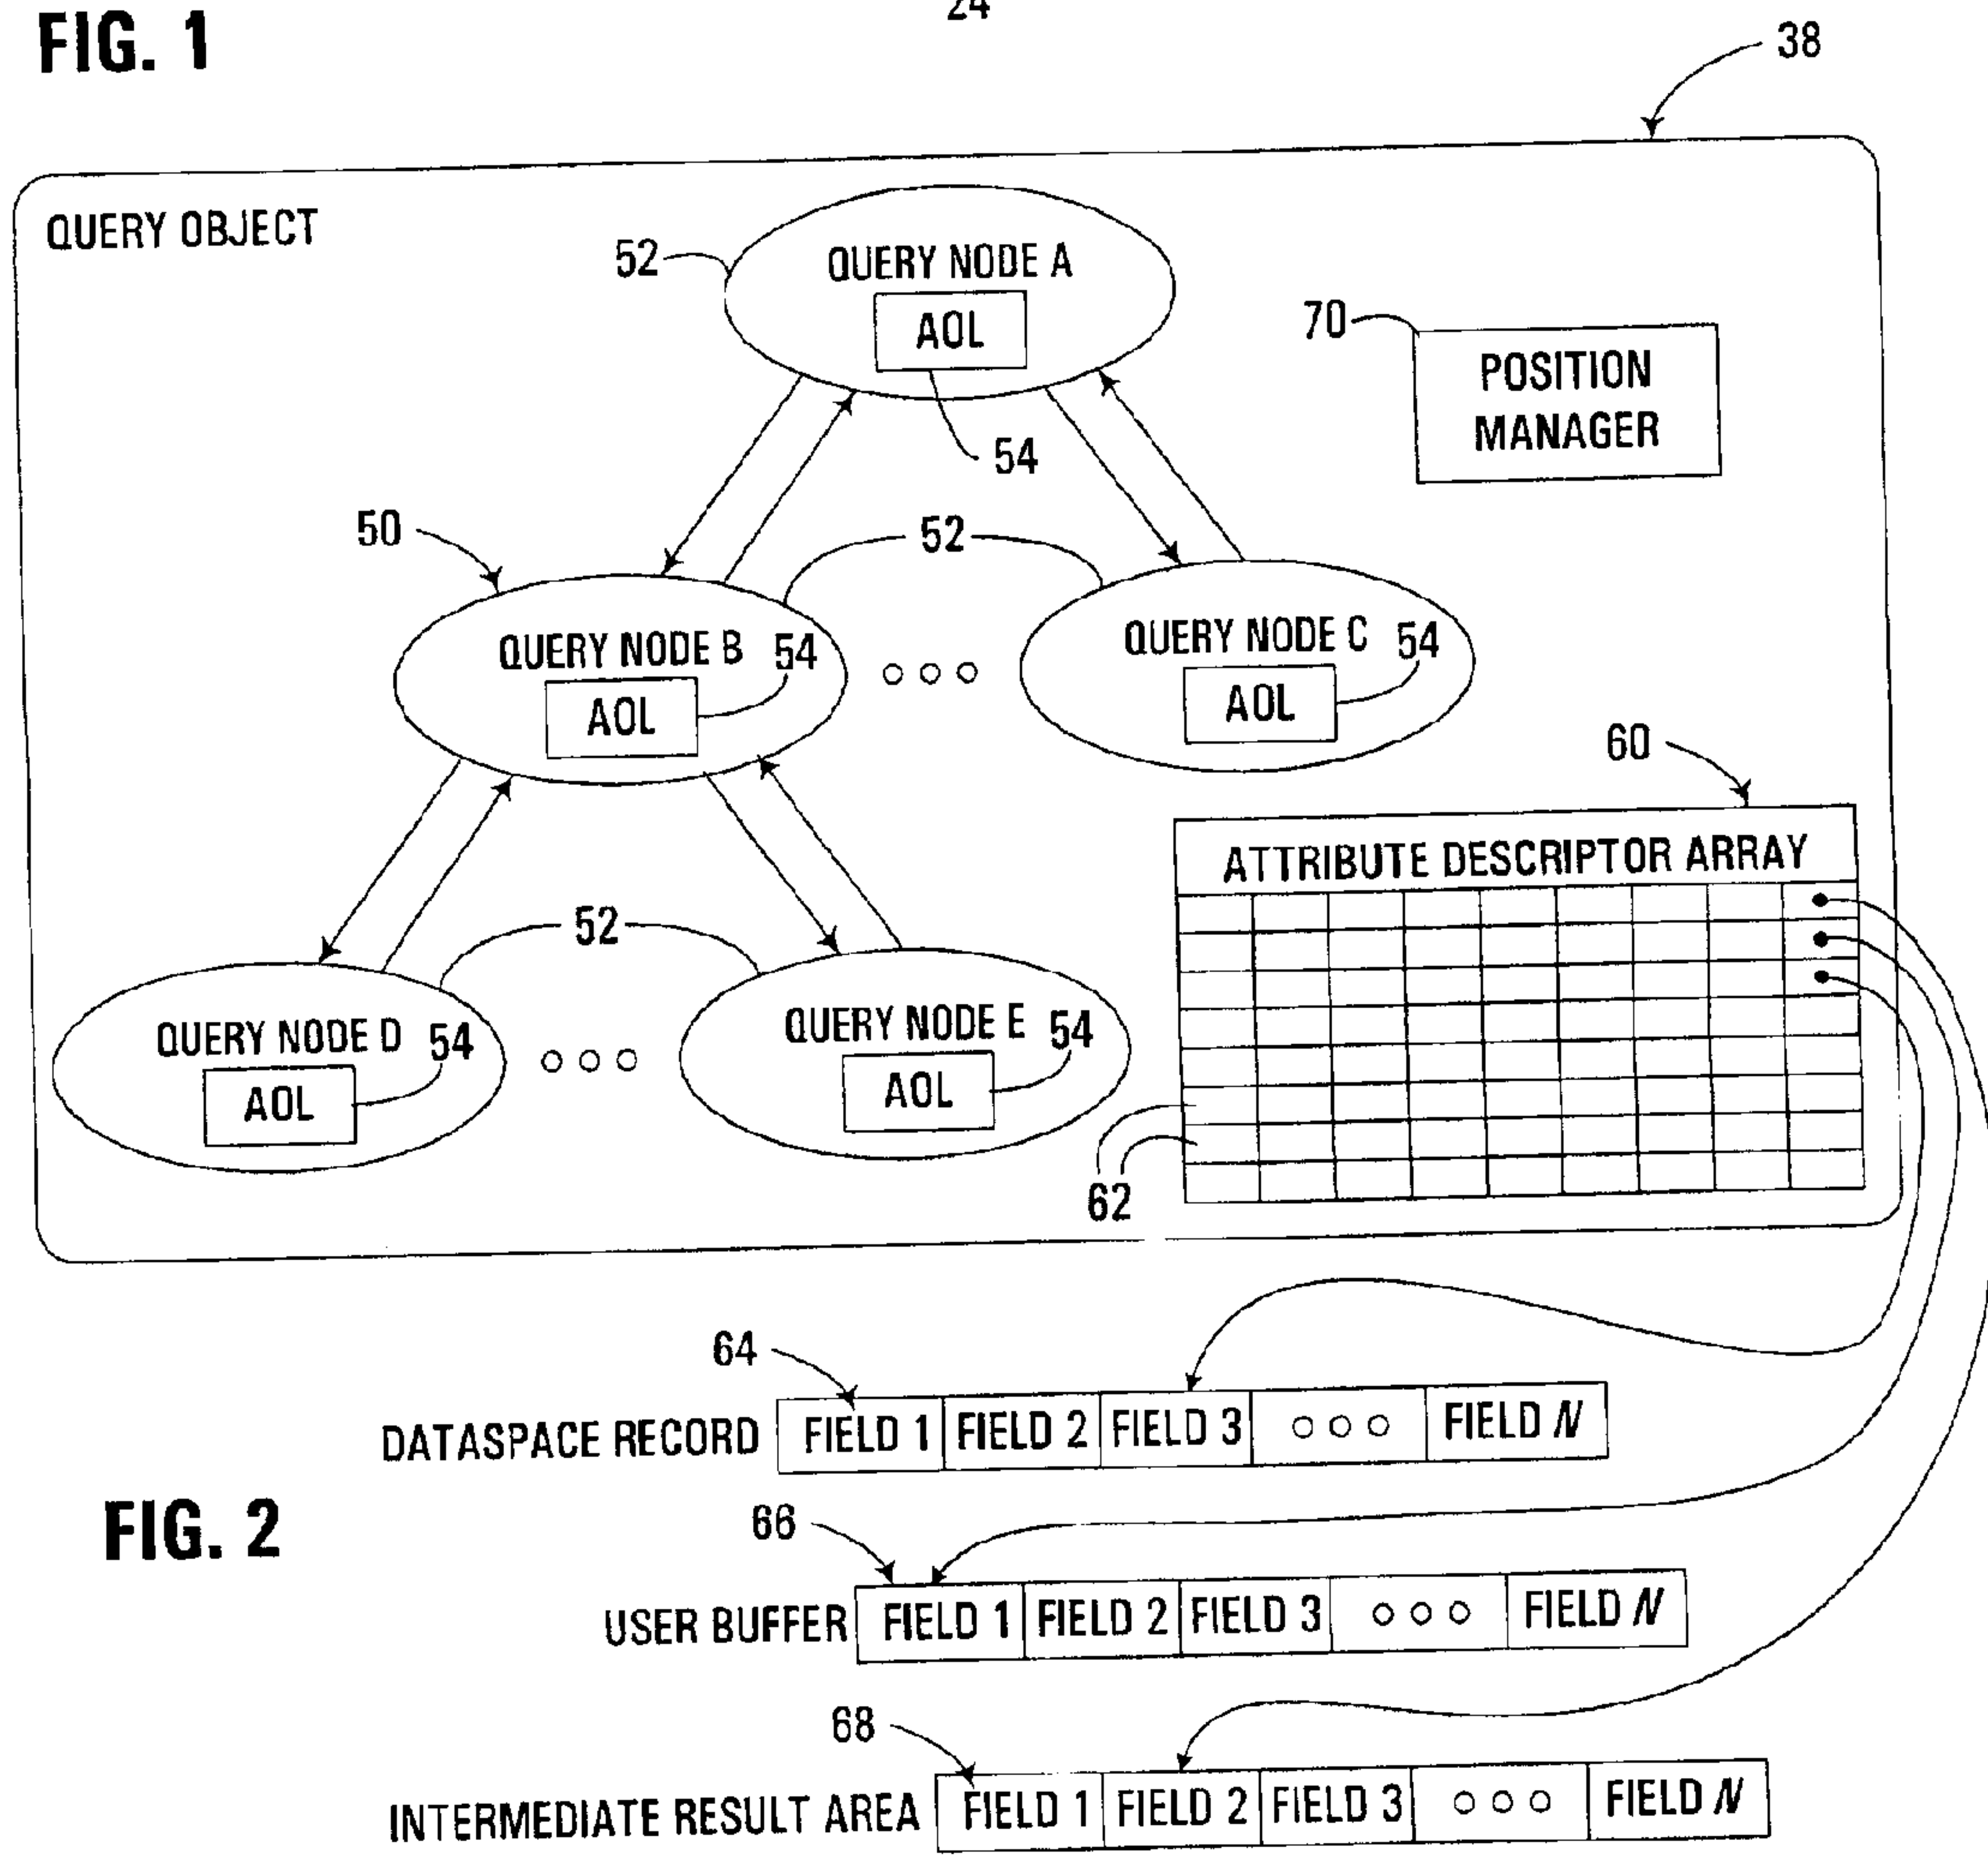 24
FIG. 1
38
QUERY OBJECT
52
QUERY NODE A
AOL
54
70
POSITION
MANAGER
50
52
QUERY NODE B
54
AOL
QUERY NODE C
54
AOL
60
ATTRIBUTE DESCRIPTOR ARRAY
52
QUERY NODE D
54
AOL
QUERY NODE E
54
AOL
62
64
DATASPACE RECORD FIELD 1 FIELD 2 FIELD 3 FIELD N
FIG. 2
66
USER BUFFER FIELD 1 FIELD 2 FIELD 3 FIELD N
68
INTERMEDIATE RESULT AREA FIELD 1 FIELD 2 FIELD 3 FIELD N